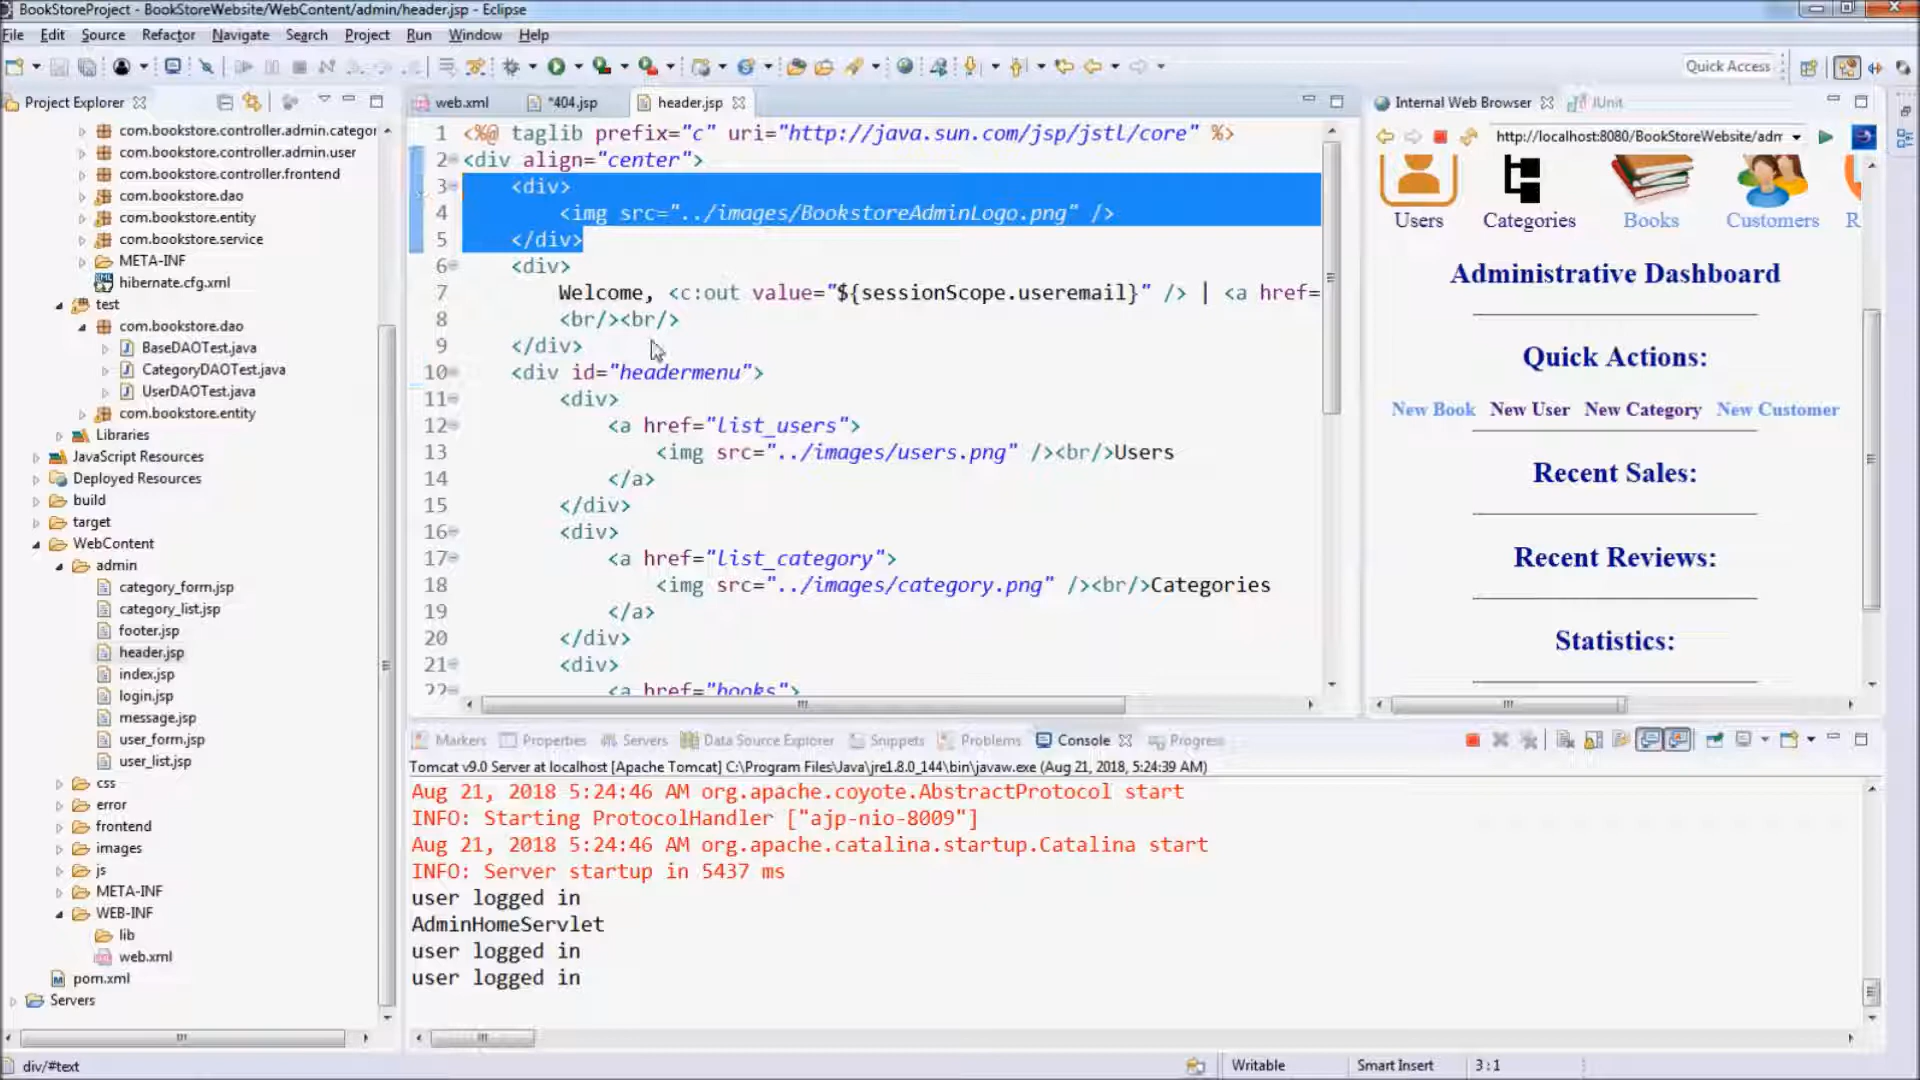 BookStoreProject - BookStoreWebsite/WebContent/admin/header.jsp - Eclipse
File Edit Source Refactor Navigate Search Project Run Window Help
Quick Access
Project Explorer
com.bookstore.controller.admin.categor
com.bookstore.controller.admin.user
com.bookstore.controller.frontend
com.bookstore.dao
com.bookstore.entity
com.bookstore.service
META-INF
hibernate.cfg.xml
test
com.bookstore.dao
BaseDAOTest.java
CategoryDAOTest.java
UserDAOTest.java
com.bookstore.entity
Libraries
JavaScript Resources
Deployed Resources
build
target
WebContent
admin
category_form.jsp
category_list.jsp
footer.jsp
header.jsp
index.jsp
login.jsp
message.jsp
user_form.jsp
user_list.jsp
css
error
frontend
images
js
META-INF
WEB-INF
lib
web.xml
pom.xml
Servers
web.xml *404.jsp header.jsp
1 <%@ taglib prefix="c" uri="http://java.sun.com/jsp/jstl/core" %>
2 <div align="center">
3 <div>
4 <img src="../images/BookstoreAdminLogo.png" />
5 </div>
6 <div>
7 Welcome, <c:out value="${sessionScope.useremail}" /> | <a href=
8 <br/><br/>
9 </div>
10 <div id="headermenu">
11 <div>
12 <a href="list_users">
13 <img src="../images/users.png" /><br/>Users
14 </a>
15 </div>
16 <div>
17 <a href="list_category">
18 <img src="../images/category.png" /><br/>Categories
19 </a>
20 </div>
21 <div>
22 <a href="books">
Internal Web Browser JUnit
http://localhost:8080/BookStoreWebsite/adm
Users Categories Books Customers R
Administrative Dashboard
Quick Actions:
New Book New User New Category New Customer
Recent Sales:
Recent Reviews:
Statistics:
Markers Properties Servers Data Source Explorer Snippets Problems Console Progress
Tomcat v9.0 Server at localhost [Apache Tomcat] C:\Program Files\Java\jre1.8.0_144\bin\javaw.exe (Aug 21, 2018, 5:24:39 AM)
Aug 21, 2018 5:24:46 AM org.apache.coyote.AbstractProtocol start
INFO: Starting ProtocolHandler ["ajp-nio-8009"]
Aug 21, 2018 5:24:46 AM org.apache.catalina.startup.Catalina start
INFO: Server startup in 5437 ms
user logged in
AdminHomeServlet
user logged in
user logged in
div/#text
Writable Smart Insert 3:1